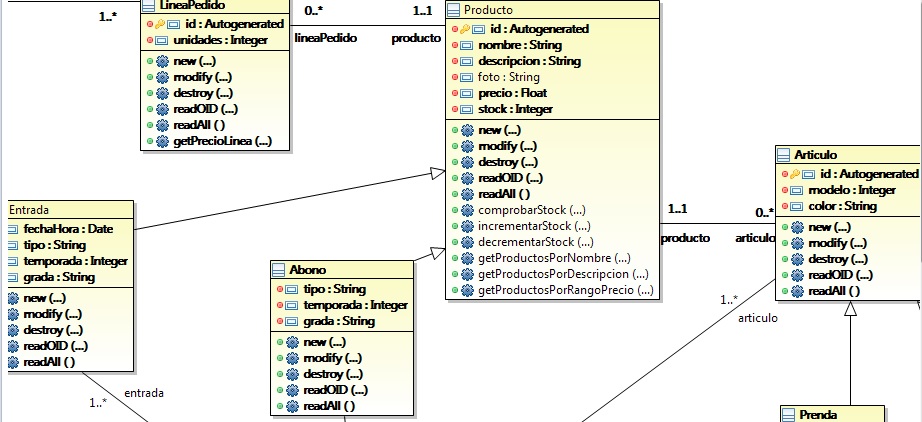 LineaPedido
id : Autogenerated
unidades : Integer
new (...)
modify (...)
destroy (...)
readOID (...)
readAll ( )
getPrecioLinea (...)
1..*
0..*
1..1
lineaPedido
producto
Producto
id : Autogenerated
nombre : String
descripcion : String
foto : String
precio : Float
stock : Integer
new (...)
modify (...)
destroy (...)
readOID (...)
readAll ( )
comprobarStock (...)
incrementarStock (...)
decrementarStock (...)
getProductosPorNombre (...)
getProductosPorDescripcion (...)
getProductosPorRangoPrecio (...)
1..1
0..*
producto
articulo
Articulo
id : Autogenerated
modelo : Integer
color : String
new (...)
modify (...)
destroy (...)
readOID (...)
readAll ( )
1..*
articulo
Entrada
fechaHora : Date
tipo : String
temporada : Integer
grada : String
new (...)
modify (...)
destroy (...)
readOID (...)
readAll ( )
entrada
1..*
Abono
tipo : String
temporada : Integer
grada : String
new (...)
modify (...)
destroy (...)
readOID (...)
readAll ( )
Prenda